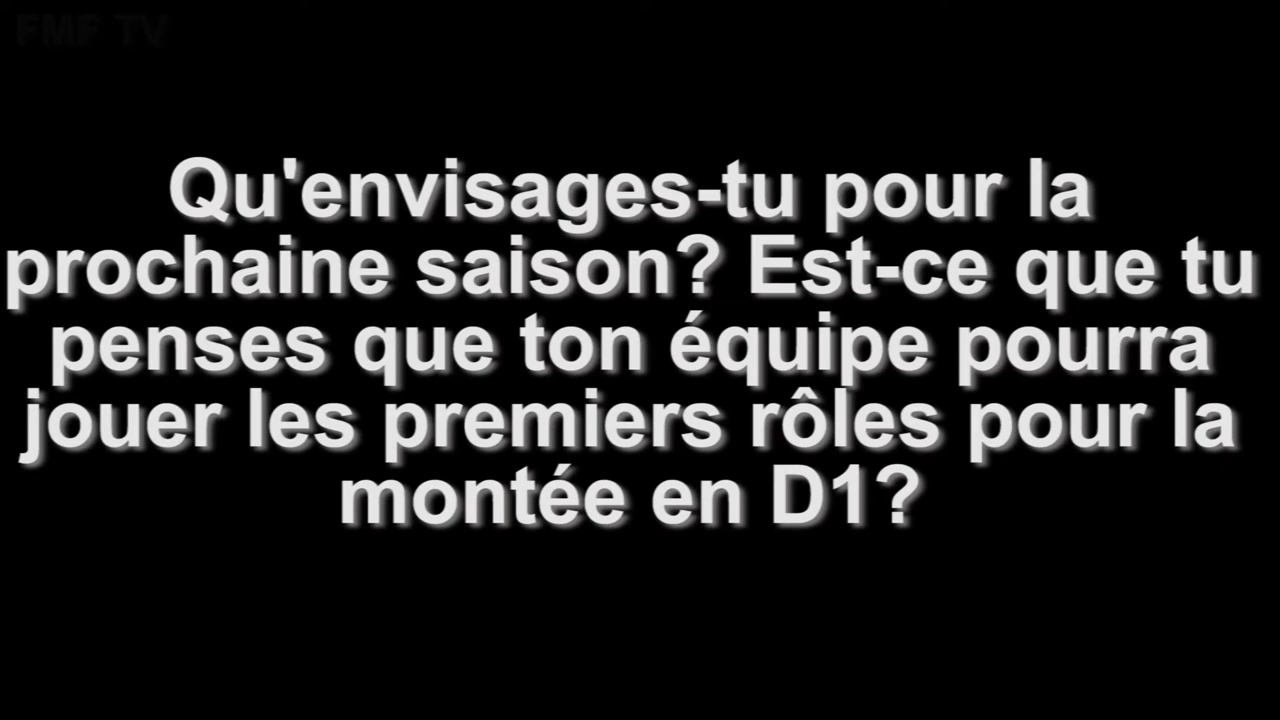 FMF TV
Qu'envisages-tu pour la
prochaine saison? Est-ce que tu
penses que ton équipe pourra
jouer les premiers rôles pour la
montée en D1?